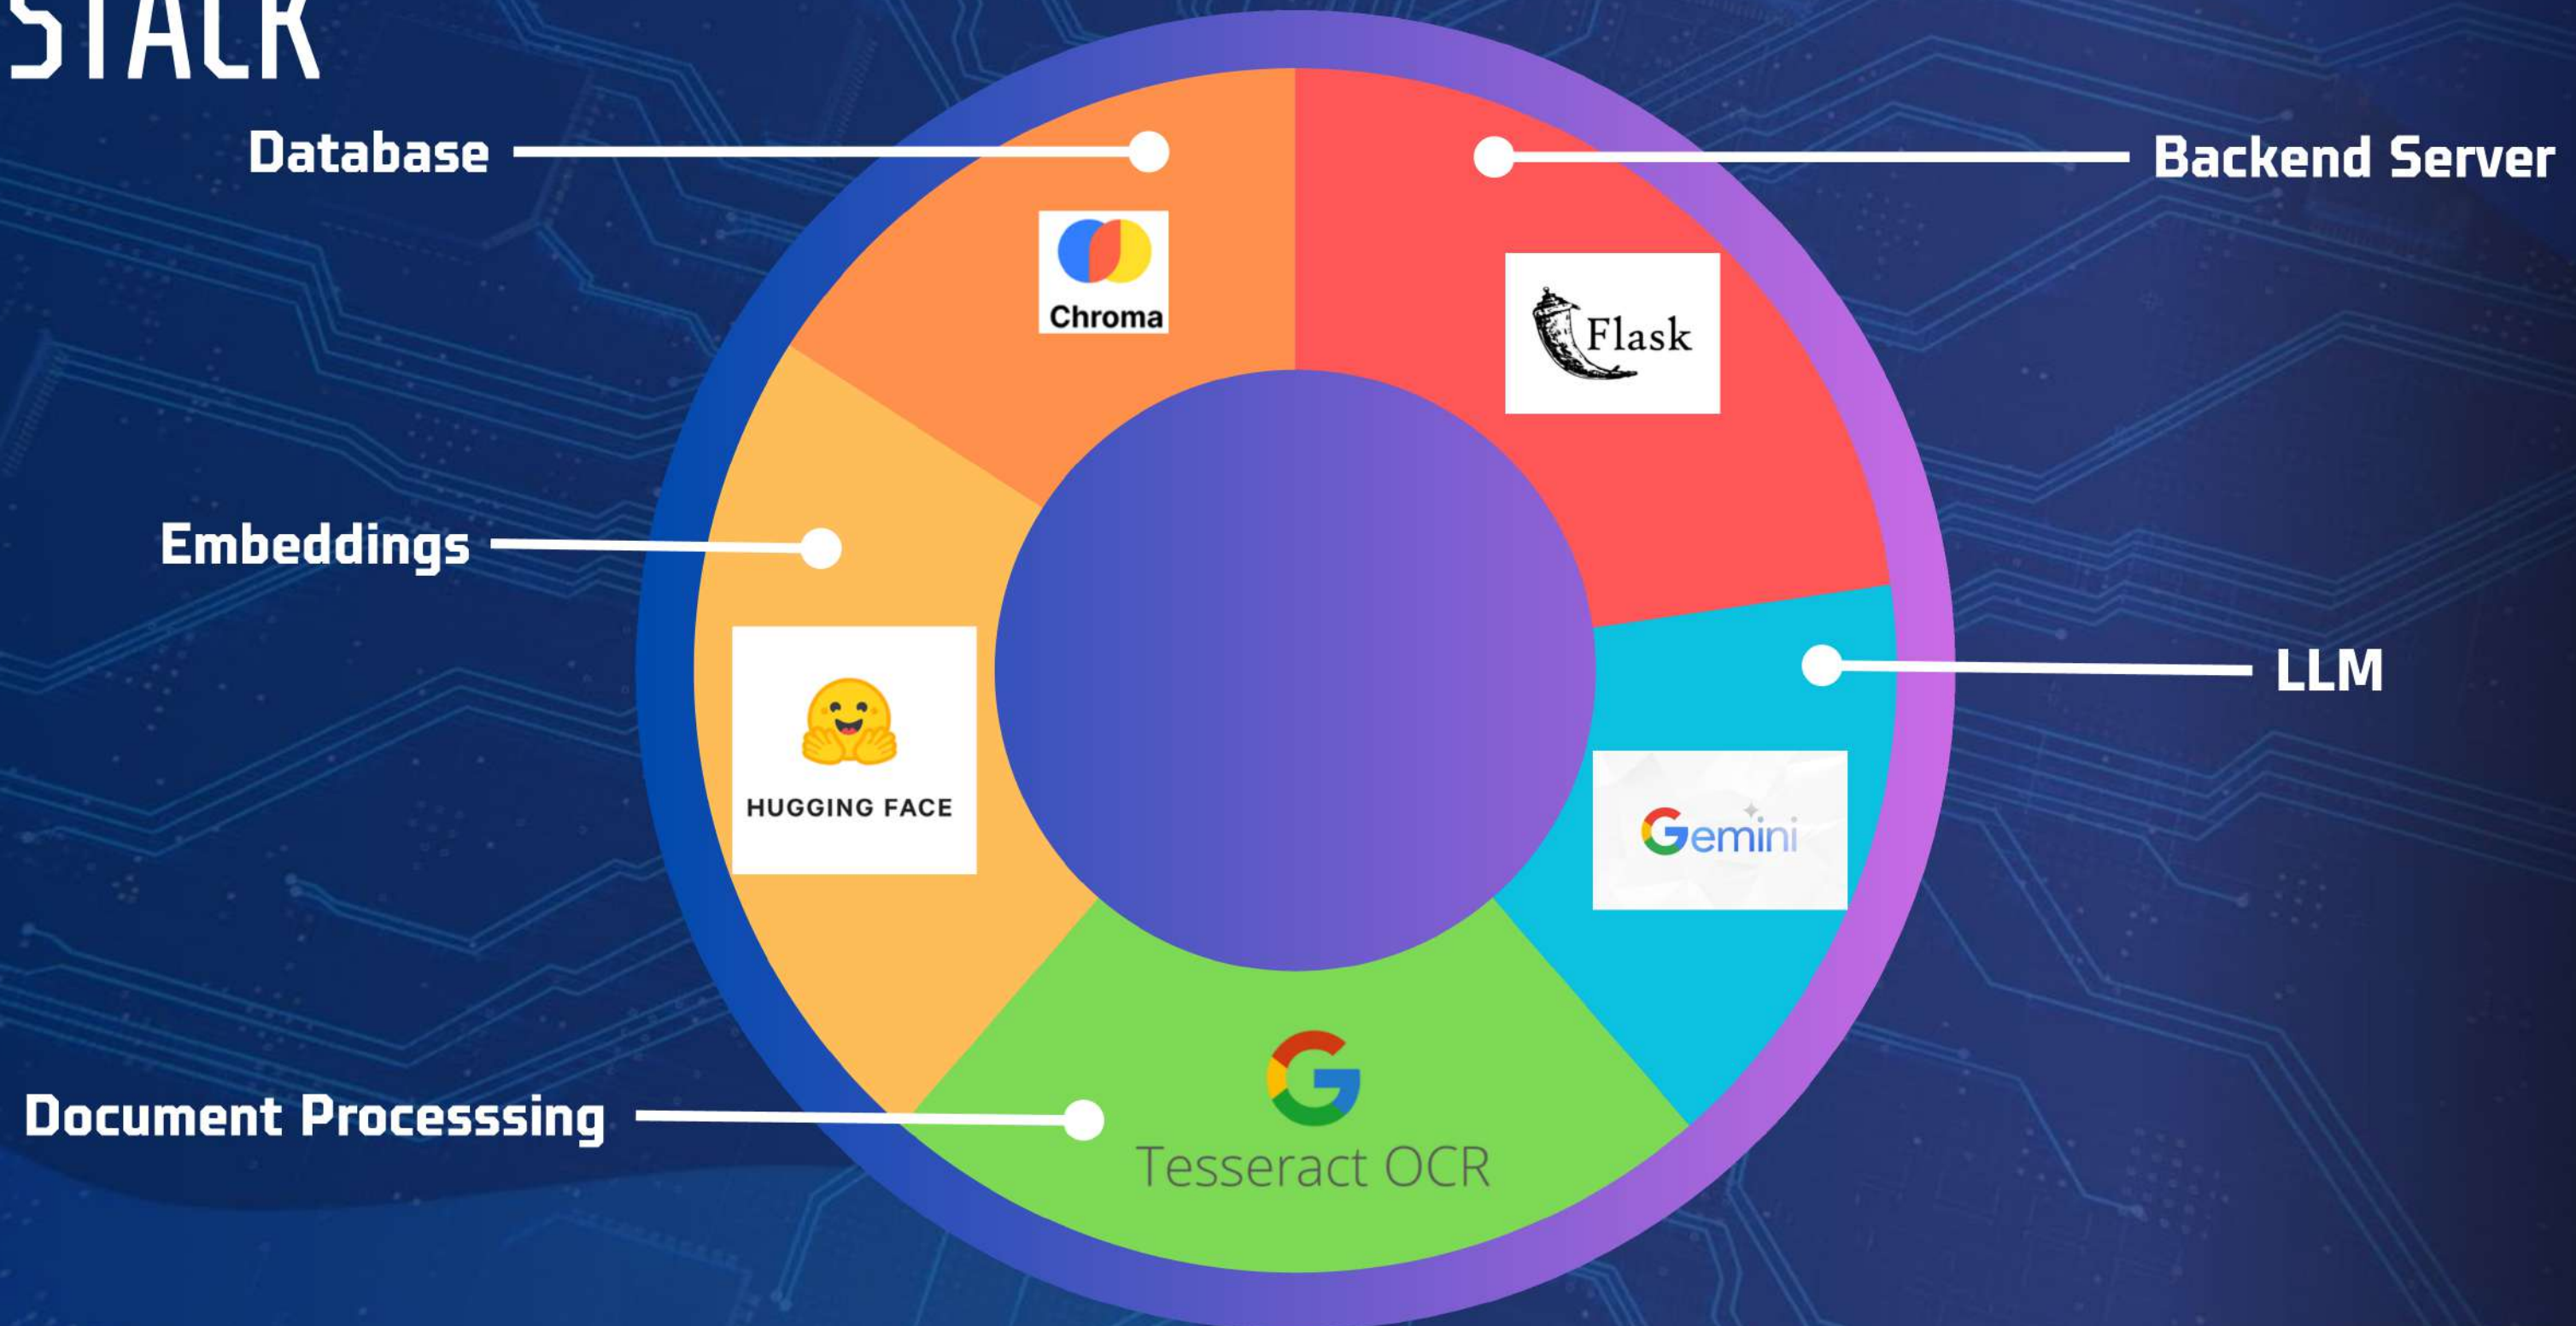 STACK
Database
Backend Server
Chroma
Flask
Embeddings
LLM
HUGGING FACE
Gemini
Document Processsing
Tesseract OCR